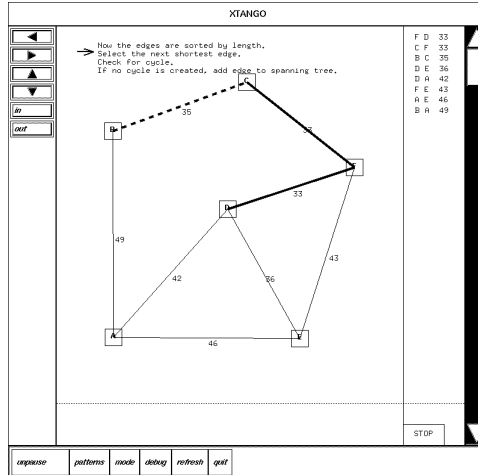 XTANGO
Now the edges are sorted by length.
Select the next shortest edge.
Check for cycle.
If no cycle is created, add edge to spanning tree.
F D 33
C F 33
B C 35
D E 36
D A 42
F E 43
A E 46
B A 49
in
out
C
35
B
33
F
33
D
49
43
42
36
A
46
E
STOP
unpause patterns mode debug refresh quit